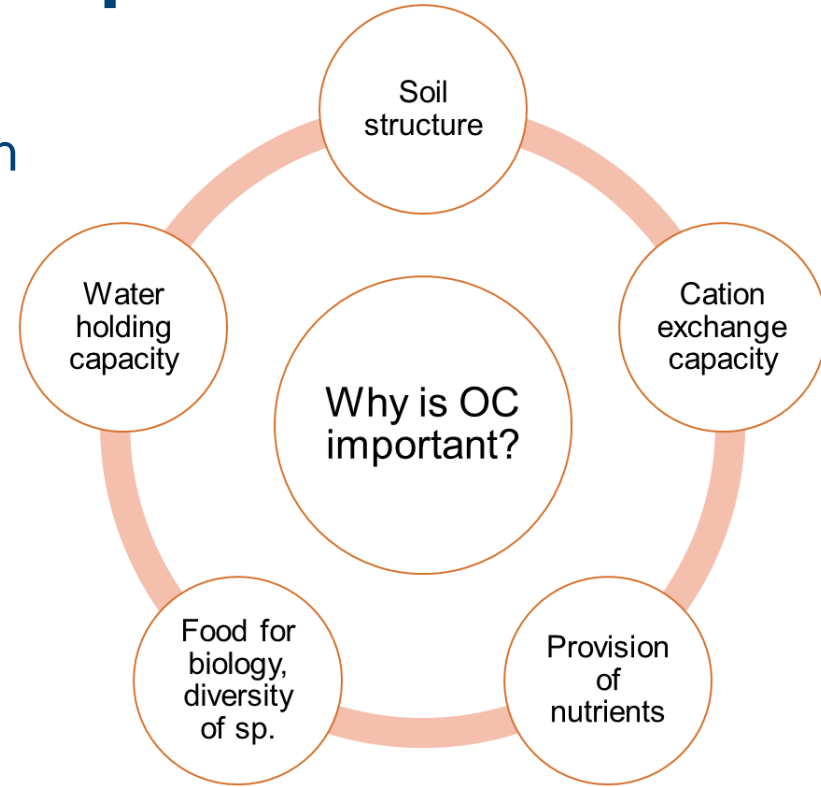 Soil
structure
Cation
exchange
capacity
Provision
of
nutrients
Food for
biology,
diversity
of sp.
Water
holding
capacity
Why is OC
important?